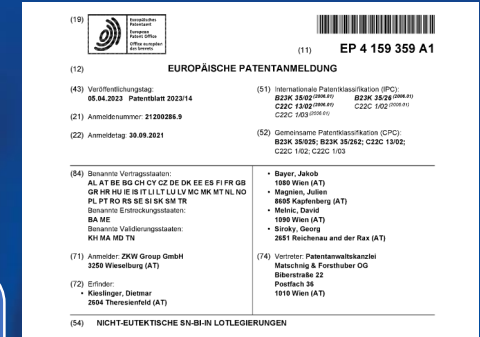 (19)
Europäisches
Patentamt
European
Patent Office
Office européen
des brevets
(11) EP 4 159 359 A1
(12) EUROPÄISCHE PATENTANMELDUNG
(43) Veröffentlichungstag:
05.04.2023 Patentblatt 2023/14
(21) Anmeldenummer: 21200286.9
(22) Anmeldetag: 30.09.2021
(51) Internationale Patentklassifikation (IPC):
B23K 35/02 (2006.01) B23K 35/26 (2006.01)
C22C 13/02 (2006.01) C22C 1/02 (2006.01)
C22C 1/03 (2006.01)
(52) Gemeinsame Patentklassifikation (CPC):
B23K 35/025; B23K 35/262; C22C 13/02;
C22C 1/02; C22C 1/03
(84) Benannte Vertragsstaaten:
AL AT BE BG CH CY CZ DE DK EE ES FI FR GB
GR HR HU IE IS IT LI LT LU LV MC MK MT NL NO
PL PT RO RS SE SI SK SM TR
Benannte Erstreckungsstaaten:
BA ME
Benannte Validierungsstaaten:
KH MA MD TN
(71) Anmelder: ZKW Group GmbH
3250 Wieselburg (AT)
(72) Erfinder:
• Kieslinger, Dietmar
2604 Theresienfeld (AT)
• Bayer, Jakob
1080 Wien (AT)
• Magnien, Julien
8605 Kapfenberg (AT)
• Melnic, David
1090 Wien (AT)
• Siroky, Georg
2651 Reichenau and der Rax (AT)
(74) Vertreter: Patentanwaltskanzlei
Matschnig & Forsthuber OG
Biberstraße 22
Postfach 36
1010 Wien (AT)
(54) NICHT-EUTEKTISCHE SN-BI-IN LOTLEGIERUNGEN